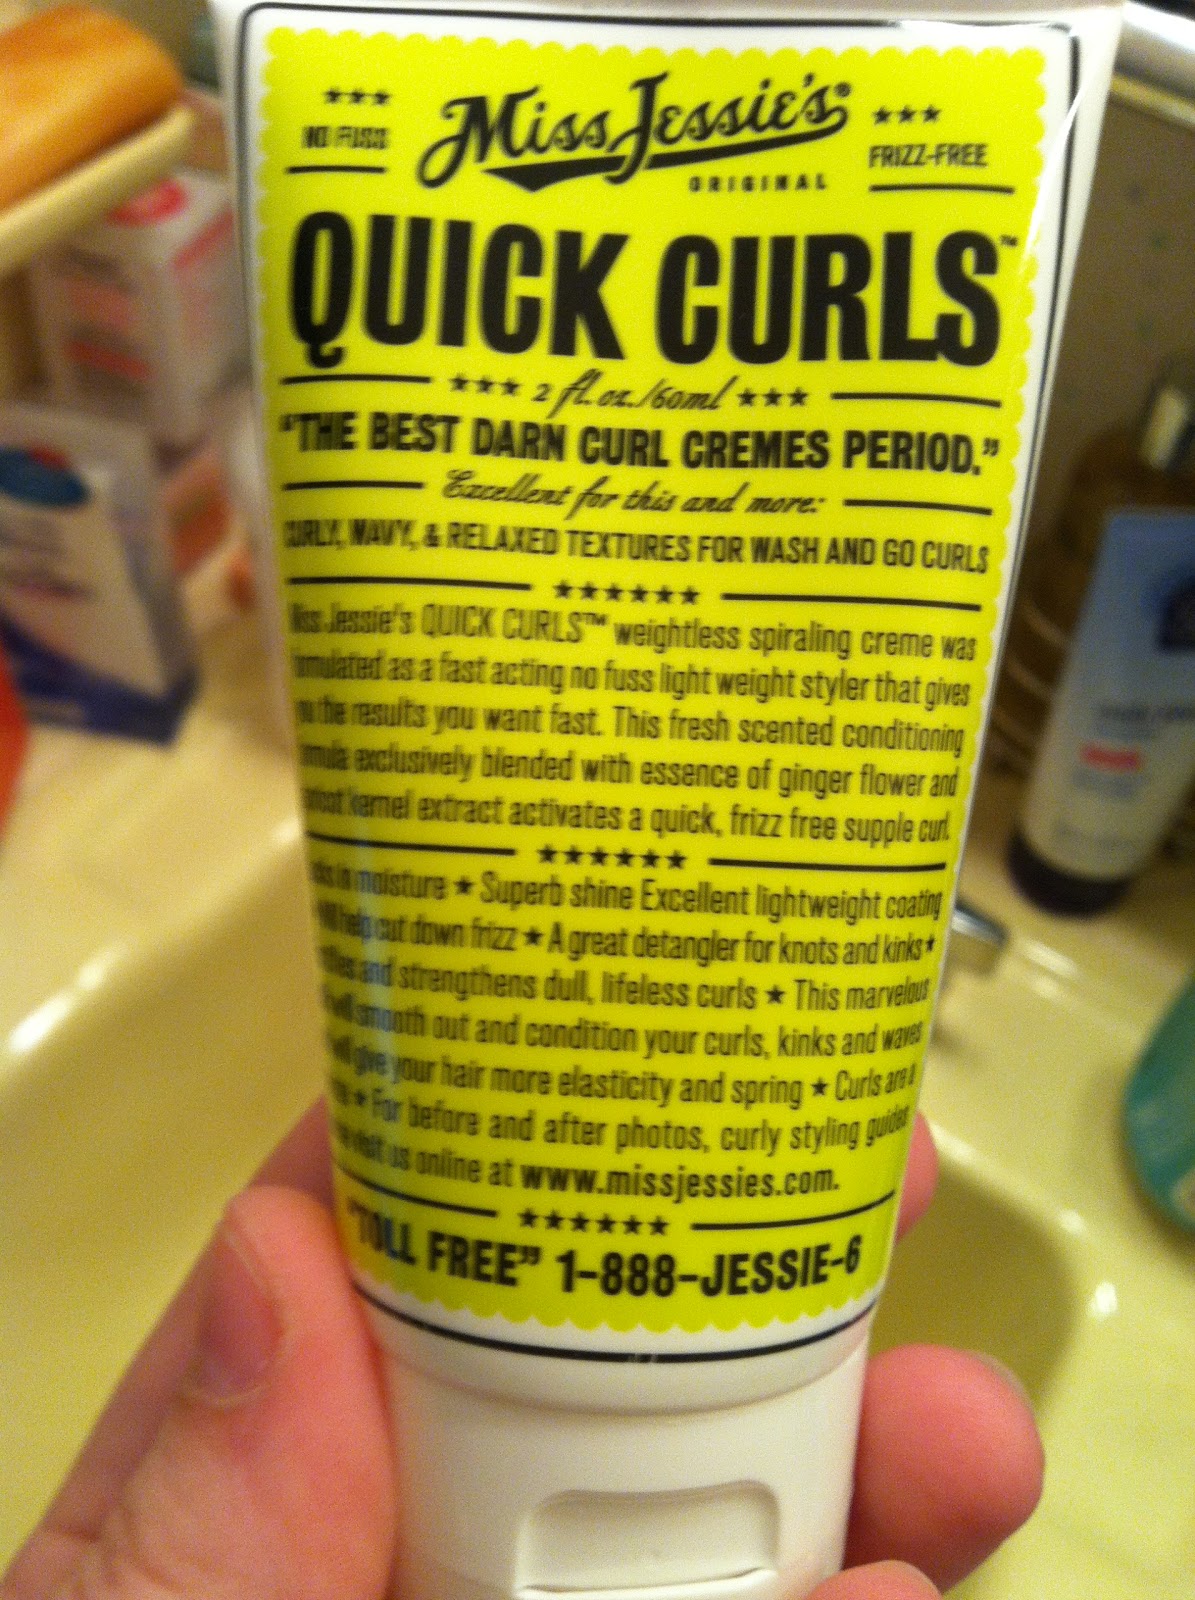 NO FUSS
Miss Jessie's®
ORIGINAL
FRIZZ-FREE
QUICK CURLS™
2 fl. oz./60ml
"THE BEST DARN CURL CREMES PERIOD."
Excellent for this and more:
CURLY, WAVY, & RELAXED TEXTURES FOR WASH AND GO CURLS
Miss Jessie's QUICK CURLS™ weightless spiraling creme was
formulated as a fast acting no fuss light weight styler that gives
the results you want fast. This fresh scented conditioning
formula exclusively blended with essence of ginger flower and
kernel extract activates a quick, frizz free supple curl.
in moisture ★ Superb shine Excellent lightweight coating
will help cut down frizz ★ A great detangler for knots and kinks ★
and strengthens dull, lifeless curls ★ This marvelous
will smooth out and condition your curls, kinks and waves
will give your hair more elasticity and spring ★ Curls are a
★ For before and after photos, curly styling guides
visit us online at www.missjessies.com.
"TOLL FREE" 1-888-JESSIE-6